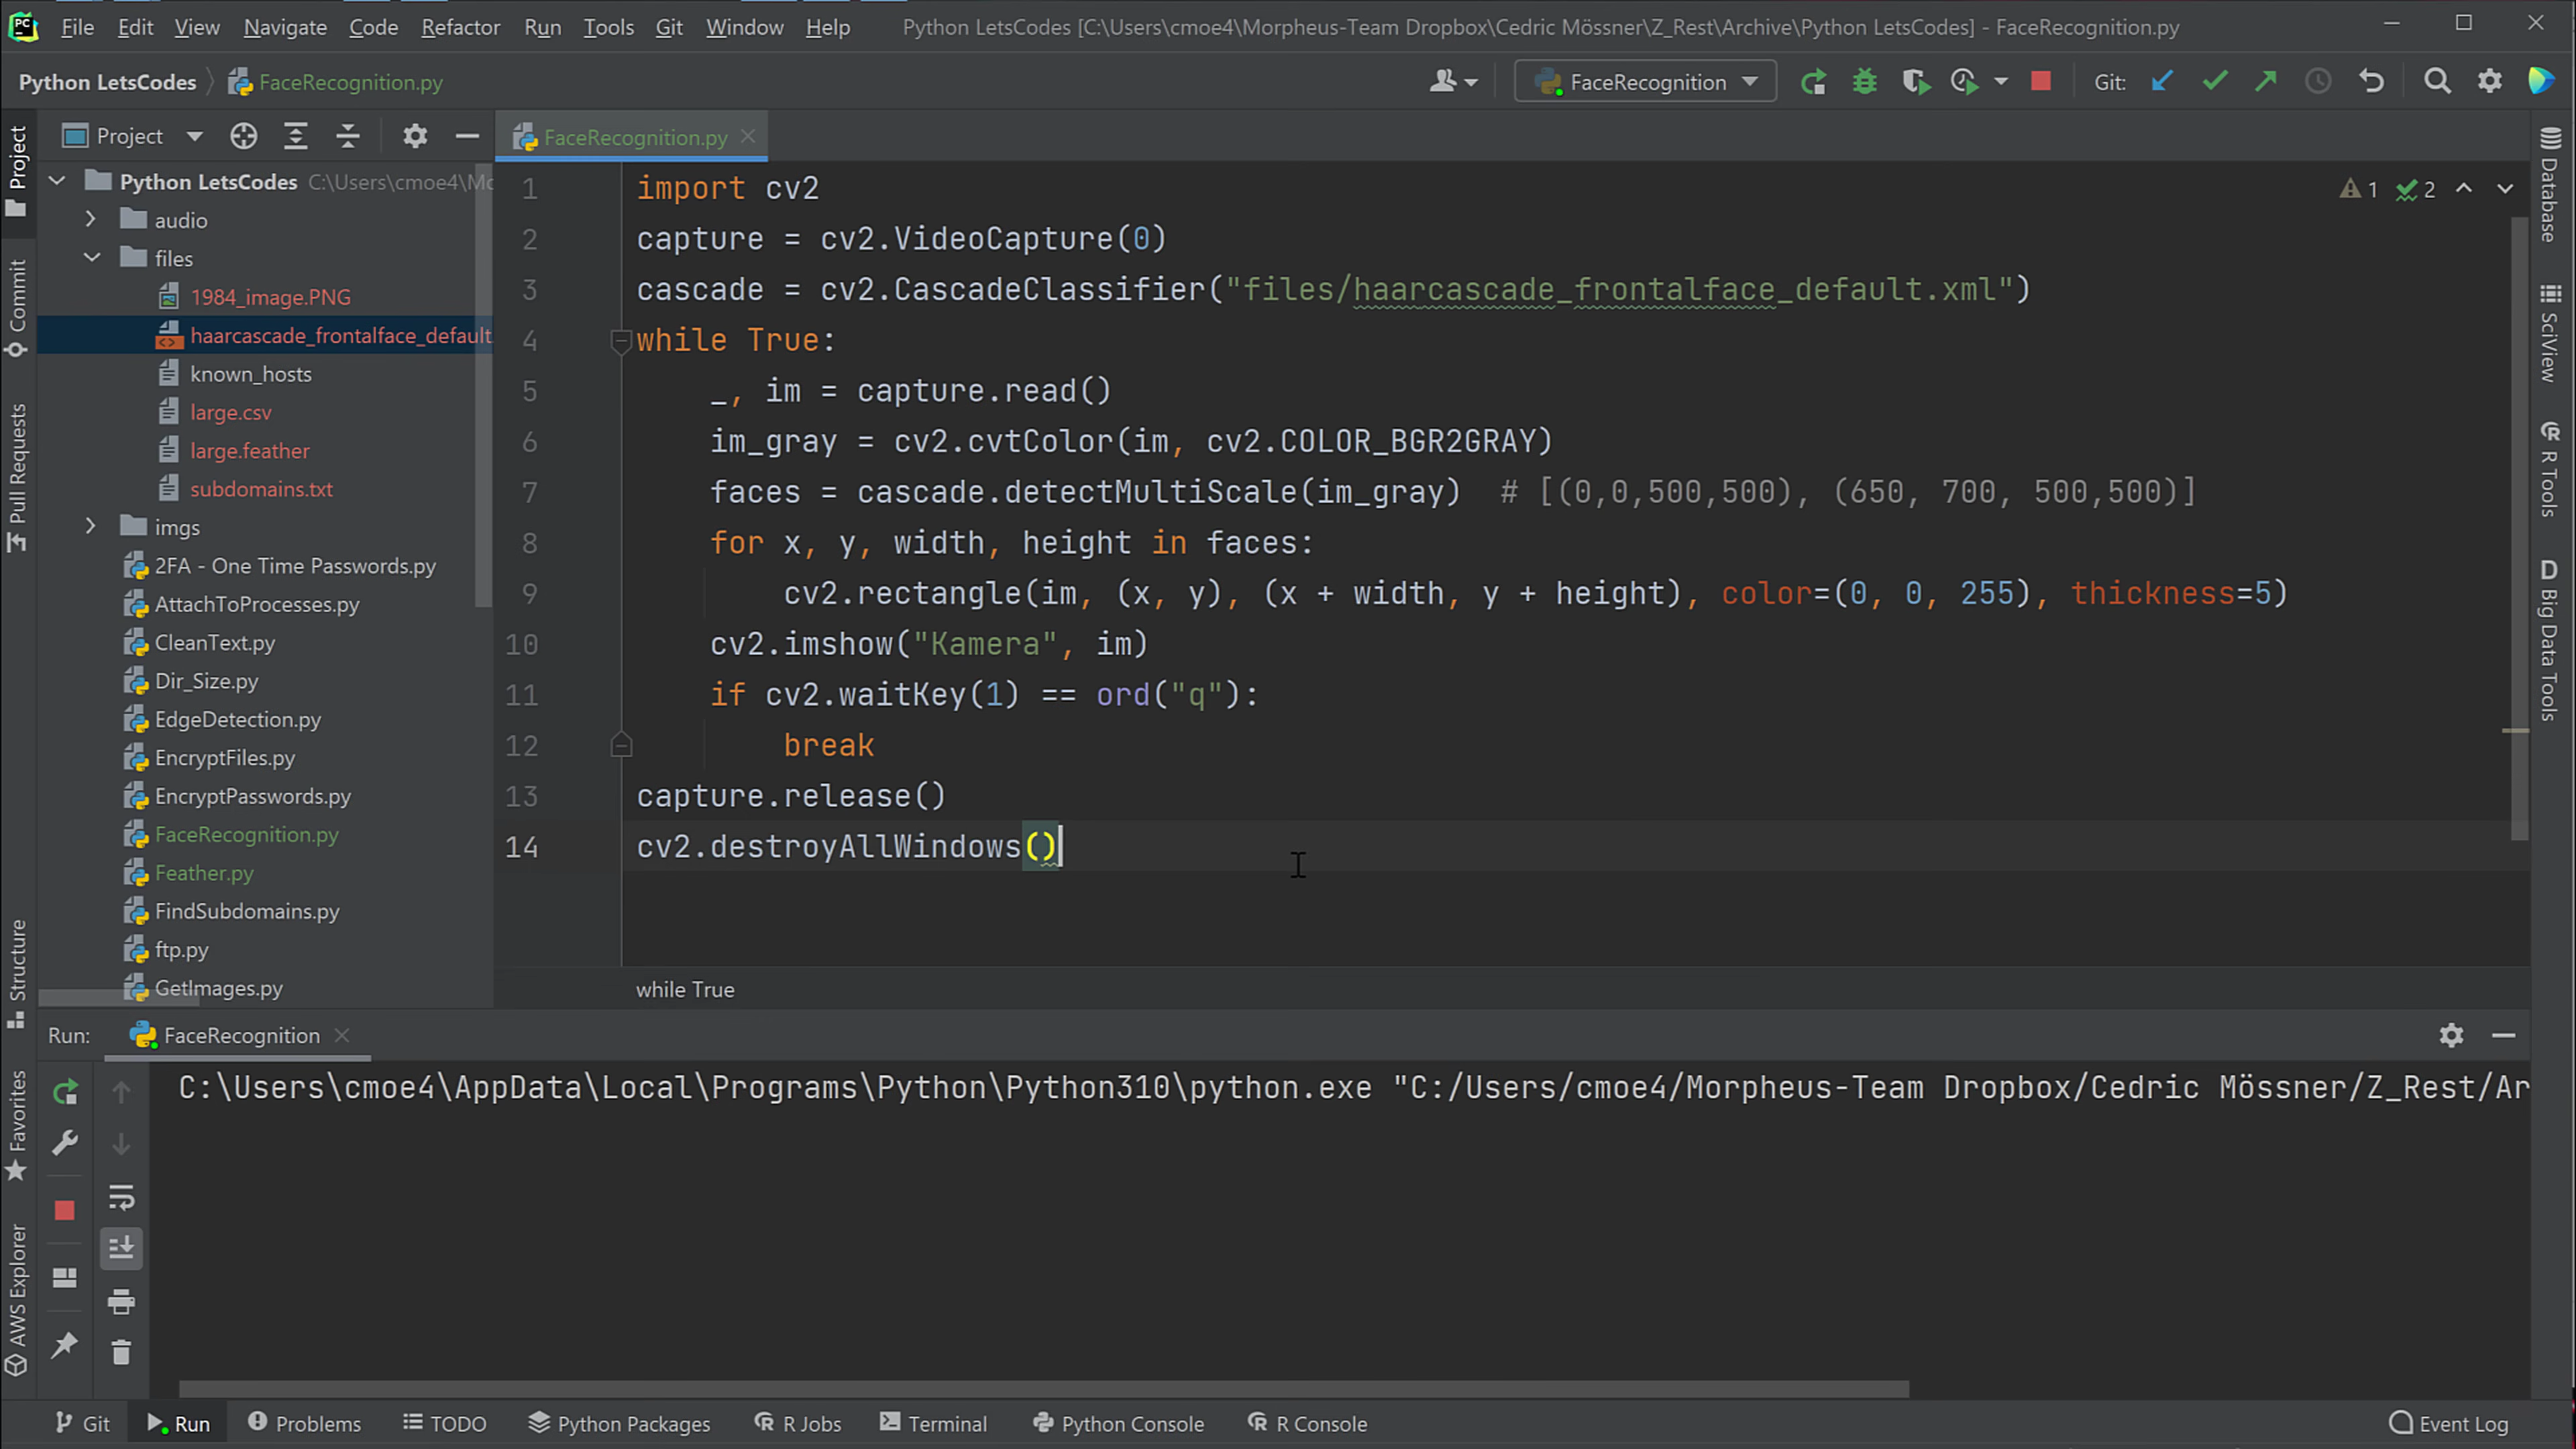 File Edit View Navigate Code Refactor Run Tools Git Window Help Python LetsCodes [C:\Users\cmoe4\Morpheus-Team Dropbox\Cedric Mössner\Z_Rest\Archive\Python LetsCodes] - FaceRecognition.py
Python LetsCodes FaceRecognition.py FaceRecognition Git:
Project FaceRecognition.py
Python LetsCodes C:\Users\cmoe4\Mo
audio
files
1984_image.PNG
haarcascade_frontalface_default
known_hosts
large.csv
large.feather
subdomains.txt
imgs
2FA - One Time Passwords.py
AttachToProcesses.py
CleanText.py
Dir_Size.py
EdgeDetection.py
EncryptFiles.py
EncryptPasswords.py
FaceRecognition.py
Feather.py
FindSubdomains.py
ftp.py
GetImages.py
1 import cv2
2 capture = cv2.VideoCapture(0)
3 cascade = cv2.CascadeClassifier("files/haarcascade_frontalface_default.xml")
4 while True:
5 _, im = capture.read()
6 im_gray = cv2.cvtColor(im, cv2.COLOR_BGR2GRAY)
7 faces = cascade.detectMultiScale(im_gray) # [(0,0,500,500), (650, 700, 500,500)]
8 for x, y, width, height in faces:
9 cv2.rectangle(im, (x, y), (x + width, y + height), color=(0, 0, 255), thickness=5)
10 cv2.imshow("Kamera", im)
11 if cv2.waitKey(1) == ord("q"):
12 break
13 capture.release()
14 cv2.destroyAllWindows()
1 2
while True
Project
Commit
Pull Requests
Structure
Favorites
AWS Explorer
Database
SciView
R Tools
D Big Data Tools
Run: FaceRecognition
C:\Users\cmoe4\AppData\Local\Programs\Python\Python310\python.exe "C:/Users/cmoe4/Morpheus-Team Dropbox/Cedric Mössner/Z_Rest/Ar
Git Run Problems TODO Python Packages R Jobs Terminal Python Console R Console Event Log